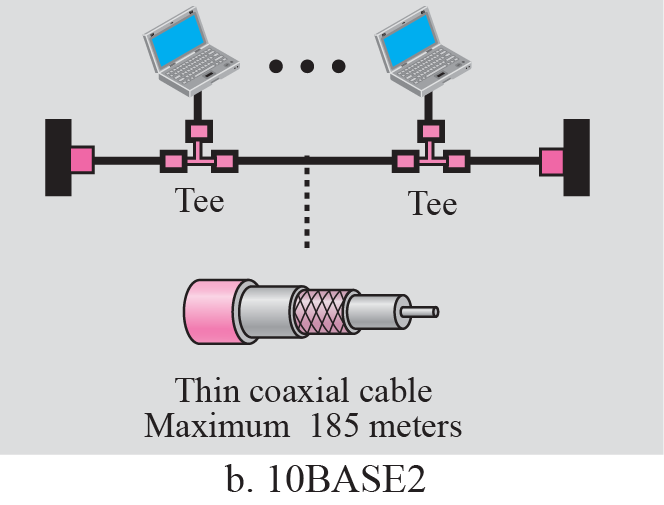 Tee
Tee
Thin coaxial cable
Maximum 185 meters
b. 10BASE2